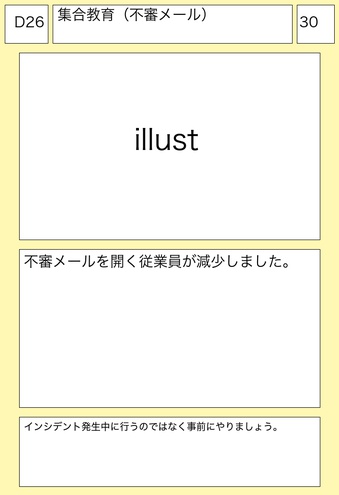 D26
集合教育（不審メール）
30
illust
不審メールを開く従業員が減少しました。
インシデント発生中に行うのではなく事前にやりましょう。